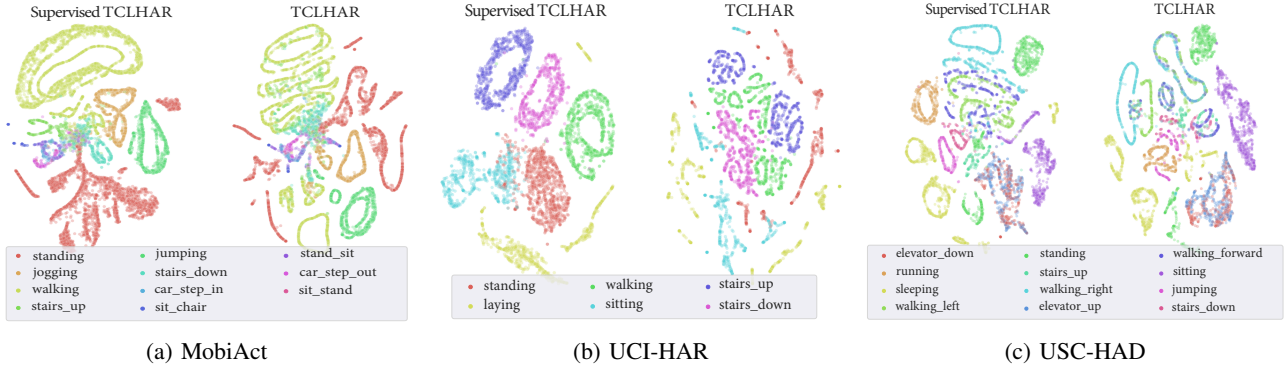 Supervised TCLHAR TCLHAR
standing jumping stand_sit
jogging stairs_down car_step_out
walking car_step_in sit_stand
stairs_up sit_chair
(a) MobiAct
Supervised TCLHAR TCLHAR
standing walking stairs_up
laying sitting stairs_down
(b) UCI-HAR
Supervised TCLHAR TCLHAR
elevator_down standing walking_forward
running stairs_up sitting
sleeping walking_right jumping
walking_left elevator_up stairs_down
(c) USC-HAD